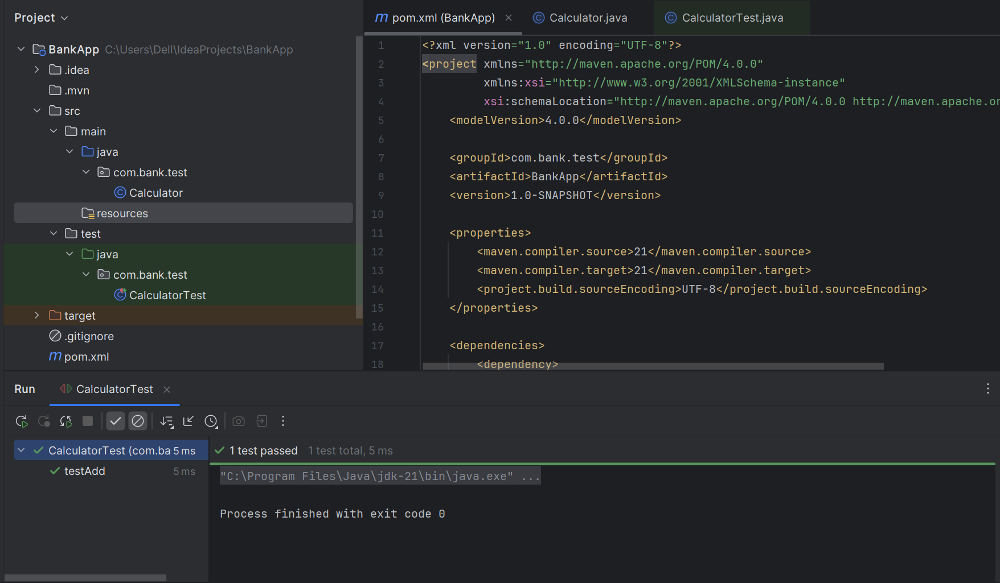 Project
BankApp C:\Users\Dell\IdeaProjects\BankApp
.idea
.mvn
src
main
java
com.bank.test
Calculator
resources
test
java
com.bank.test
CalculatorTest
target
.gitignore
pom.xml
pom.xml (BankApp)
Calculator.java
CalculatorTest.java
1 <?xml version="1.0" encoding="UTF-8"?>
2 <project xmlns="http://maven.apache.org/POM/4.0.0"
3 xmlns:xsi="http://www.w3.org/2001/XMLSchema-instance"
4 xsi:schemaLocation="http://maven.apache.org/POM/4.0.0 http://maven.apache.or
5 <modelVersion>4.0.0</modelVersion>
6
7 <groupId>com.bank.test</groupId>
8 <artifactId>BankApp</artifactId>
9 <version>1.0-SNAPSHOT</version>
10
11 <properties>
12 <maven.compiler.source>21</maven.compiler.source>
13 <maven.compiler.target>21</maven.compiler.target>
14 <project.build.sourceEncoding>UTF-8</project.build.sourceEncoding>
15 </properties>
16
17 <dependencies>
18 <dependency>
Run CalculatorTest
CalculatorTest (com.ba 5 ms
testAdd 5 ms
1 test passed 1 test total, 5 ms
"C:\Program Files\Java\jdk-21\bin\java.exe" ...
Process finished with exit code 0